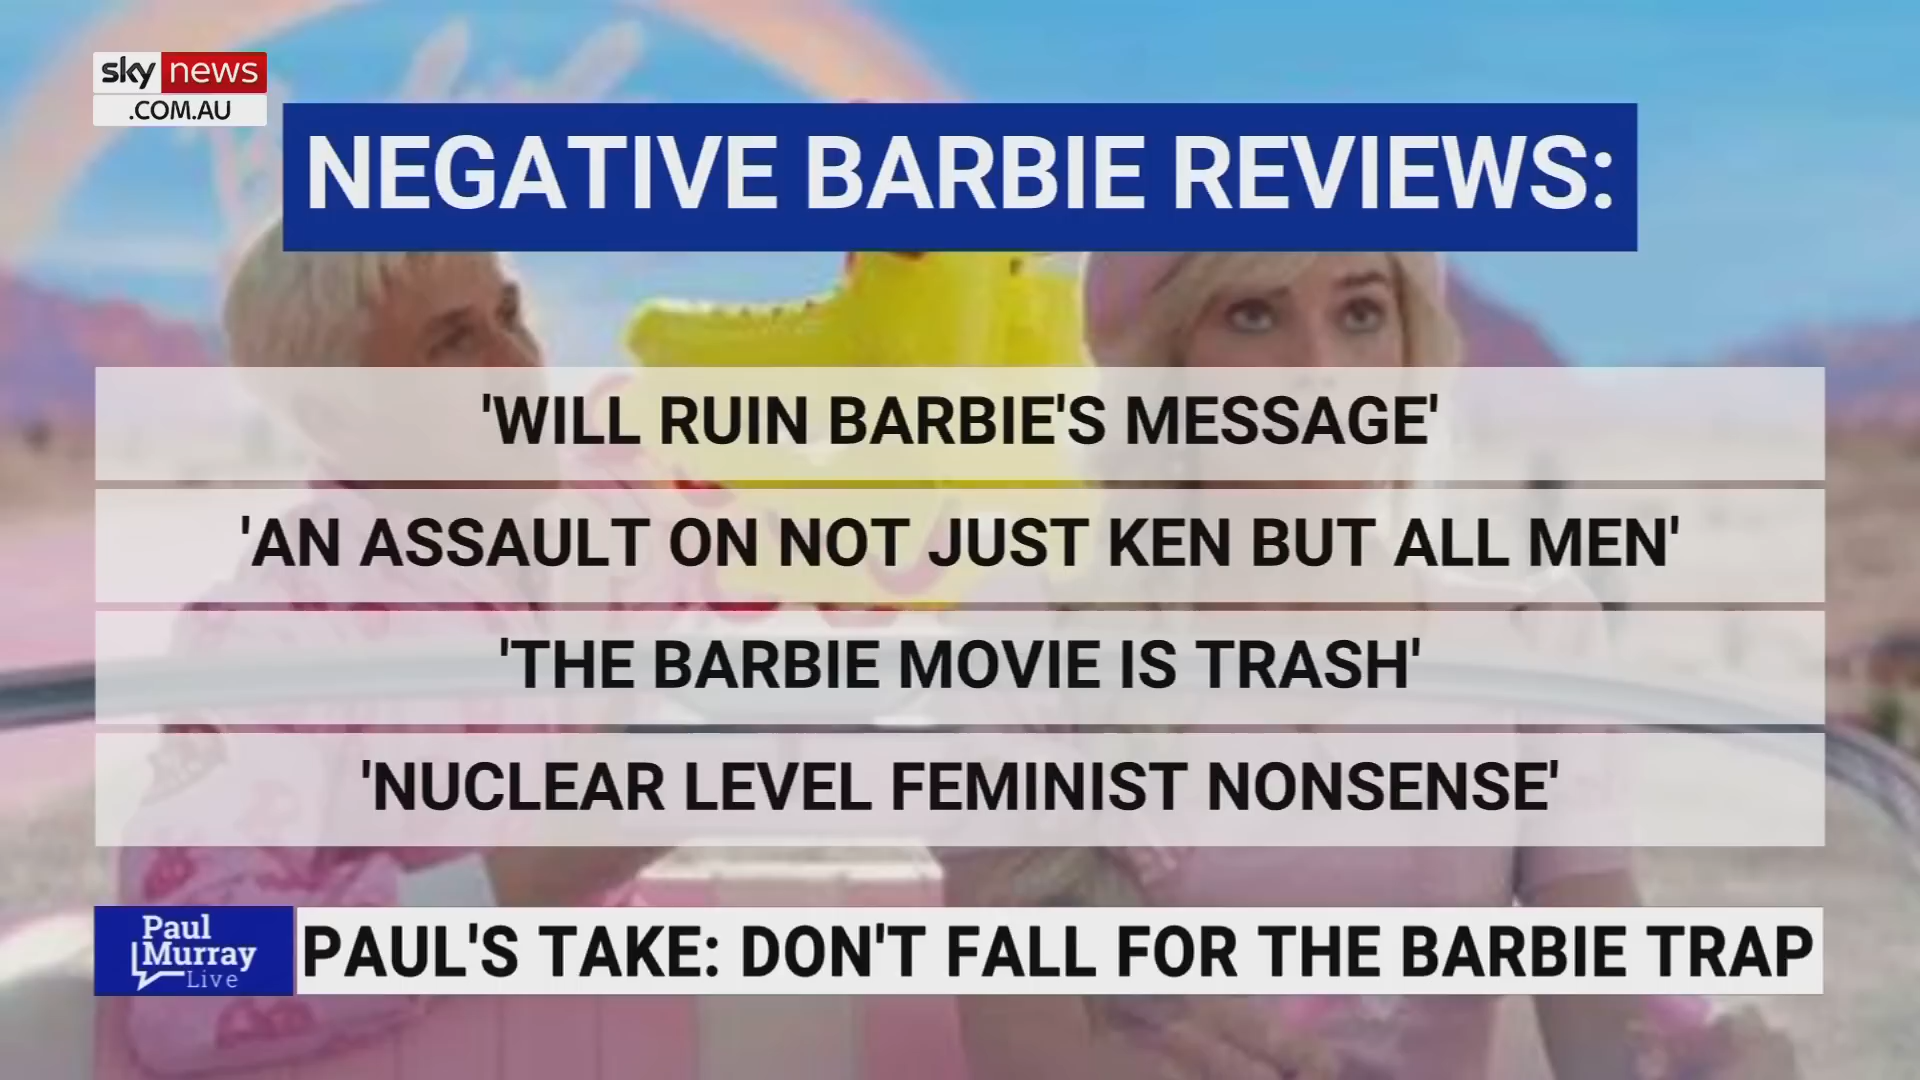 sky news
.COM.AU
NEGATIVE BARBIE REVIEWS:
'WILL RUIN BARBIE'S MESSAGE'
'AN ASSAULT ON NOT JUST KEN BUT ALL MEN'
'THE BARBIE MOVIE IS TRASH'
'NUCLEAR LEVEL FEMINIST NONSENSE'
Paul
Murray
Live
PAUL'S TAKE: DON'T FALL FOR THE BARBIE TRAP